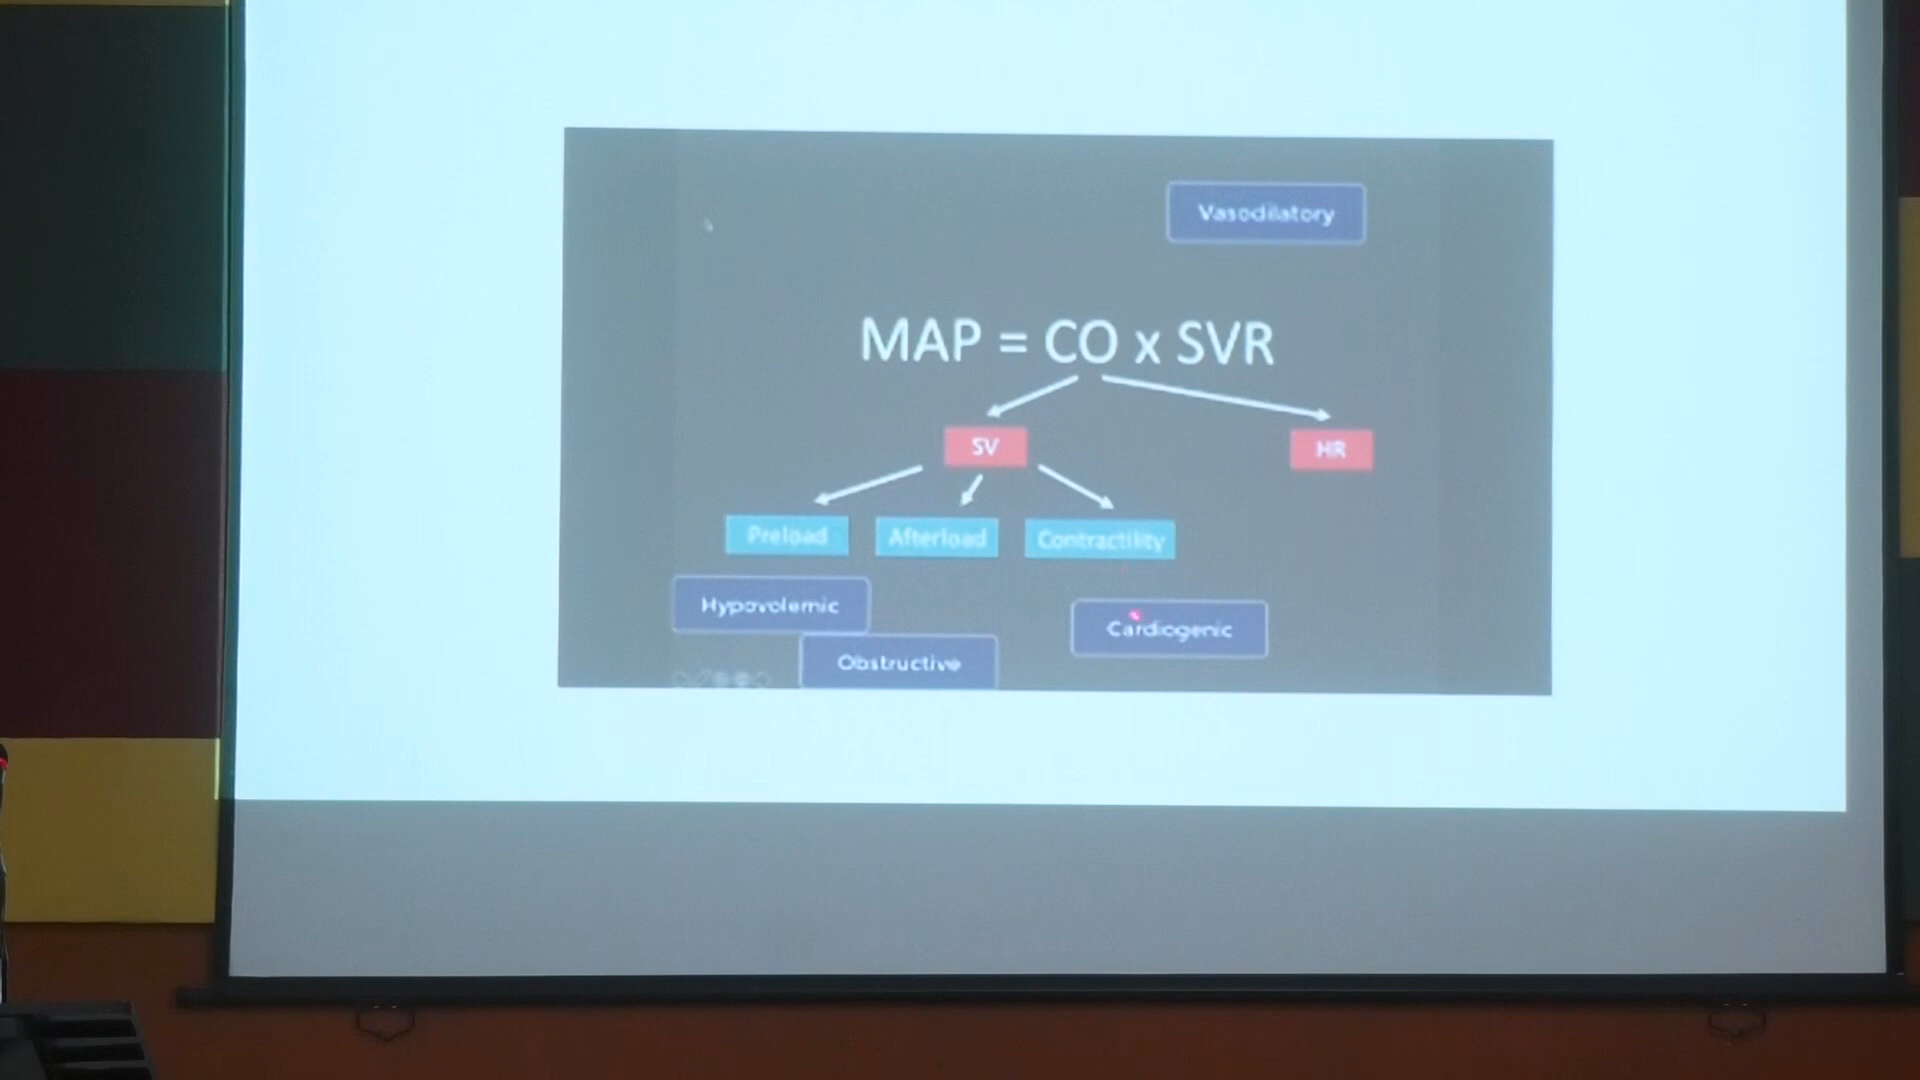 Vasodilatory
MAP = CO x SVR
SV
HR
Preload
Afterload
Contractility
Hypovolemic
Cardiogenic
Obstructive